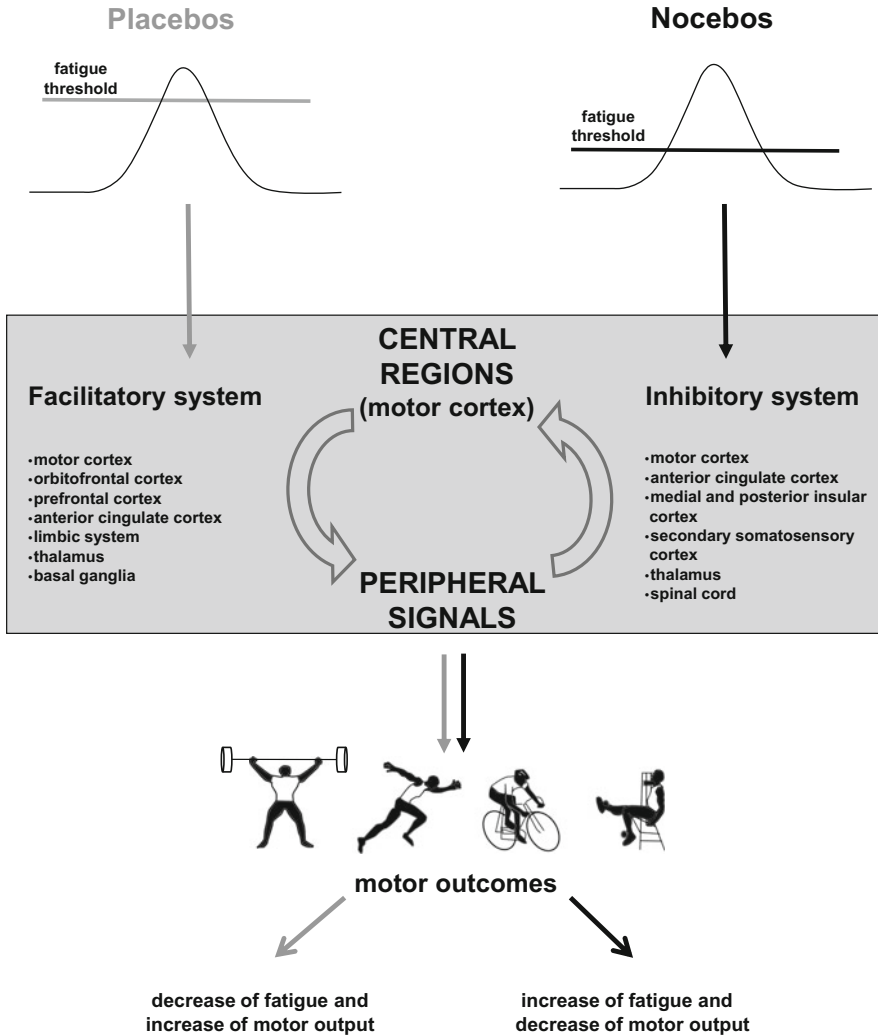 Placebos
fatigue
threshold
Nocebos
fatigue
threshold
CENTRAL
REGIONS
(motor cortex)
Facilitatory system
•motor cortex
•orbitofrontal cortex
•prefrontal cortex
•anterior cingulate cortex
•limbic system
•thalamus
•basal ganglia
Inhibitory system
•motor cortex
•anterior cingulate cortex
•medial and posterior insular
cortex
•secondary somatosensory
cortex
•thalamus
•spinal cord
PERIPHERAL
SIGNALS
motor outcomes
decrease of fatigue and
increase of motor output
increase of fatigue and
decrease of motor output